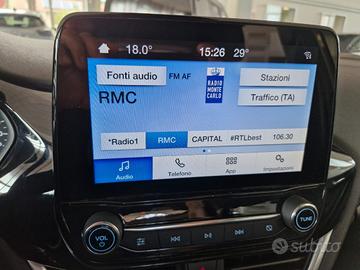 18.0° 15:26 29°
Fonti audio FM AF RADIO MONTE CARLO Stazioni
RMC Traffico (TA)
*Radio1 RMC CAPITAL #RTLbest 106.30
Audio Telefono App Impostazioni
VOL TUNE
Subito